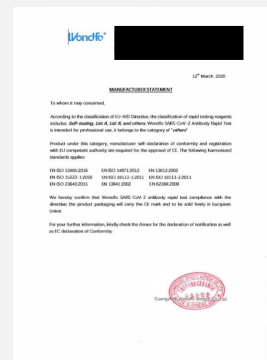 Wondfo®
12th March, 2020
MANUFACTURER STATEMENT
To whom it may concerned,
According to the classification of EU IVD Directive, the classification of rapid testing reagents
includes Self-testing, List A, List B, and others. Wondfo SARS-CoV-2 Antibody Rapid Test
is intended for professional use, it belongs to the category of "others".
Product under this category, manufacturer self-declaration of conformity and registration
with EU competent authority are required for the approval of CE. The following harmonized
standards applies:
EN ISO 13485:2016 EN ISO 14971:2012 EN 13612:2002
EN ISO 15223-1:2016 EN ISO 18113-1:2011 EN ISO 18113-2:2011
EN ISO 23640:2015 EN 13641:2002 EN 62366:2008
We hereby confirm that Wondfo SARS-CoV-2 antibody rapid test compliance with the
directive, the product packaging will carry the CE mark and to be sold freely in European
Union.
For your further information, kindly check the Annex for the declaration of notification as well
as EC declaration of Conformity.